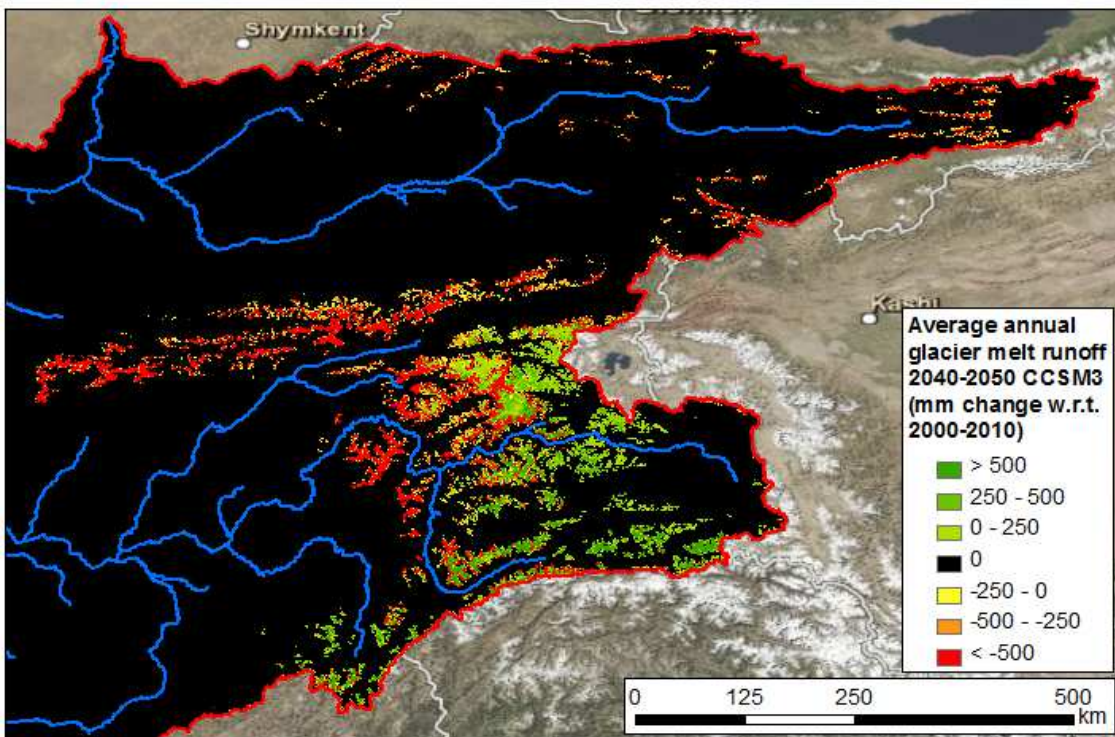 Shymkent
Kashi
Average annual
glacier melt runoff
2040-2050 CCSM3
(mm change w.r.t.
2000-2010)
> 500
250 - 500
0 - 250
0
-250 - 0
-500 - -250
< -500
0 125 250 500
km